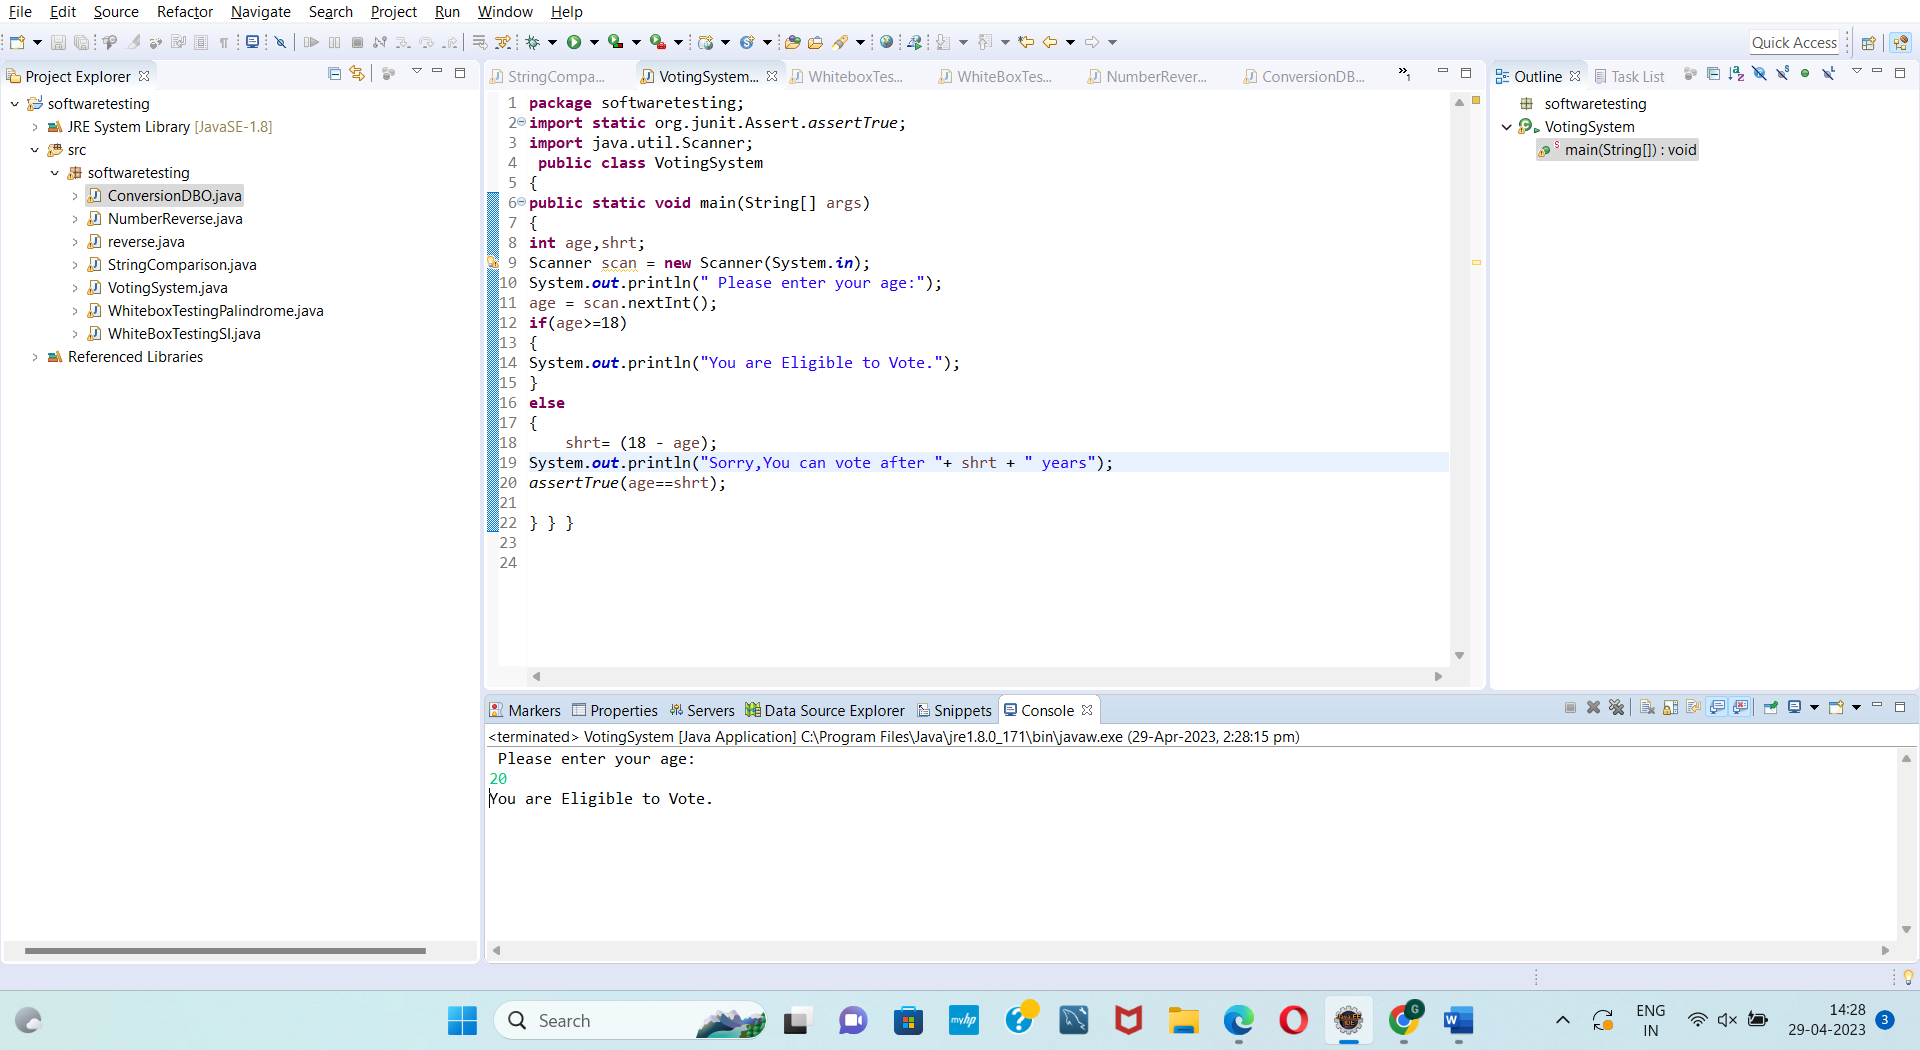 File Edit Source Refactor Navigate Search Project Run Window Help
Quick Access
Project Explorer
softwaretesting
JRE System Library [JavaSE-1.8]
src
softwaretesting
ConversionDBO.java
NumberReverse.java
reverse.java
StringComparison.java
VotingSystem.java
WhiteboxTestingPalindrome.java
WhiteBoxTestingSI.java
Referenced Libraries
StringCompa... VotingSystem... WhiteboxTes... WhiteBoxTes... NumberRever... ConversionDB... »1
1 package softwaretesting;
2 import static org.junit.Assert.assertTrue;
3 import java.util.Scanner;
4 public class VotingSystem
5 {
6 public static void main(String[] args)
7 {
8 int age,shrt;
9 Scanner scan = new Scanner(System.in);
10 System.out.println(" Please enter your age:");
11 age = scan.nextInt();
12 if(age>=18)
13 {
14 System.out.println("You are Eligible to Vote.");
15 }
16 else
17 {
18 shrt= (18 - age);
19 System.out.println("Sorry,You can vote after "+ shrt + " years");
20 assertTrue(age==shrt);
21
22 } } }
23
24
Outline Task List
softwaretesting
VotingSystem
main(String[]) : void
Markers Properties Servers Data Source Explorer Snippets Console
<terminated> VotingSystem [Java Application] C:\Program Files\Java\jre1.8.0_171\bin\javaw.exe (29-Apr-2023, 2:28:15 pm)
Please enter your age:
20
You are Eligible to Vote.
Search
myhp
ENG
IN
14:28
29-04-2023
3